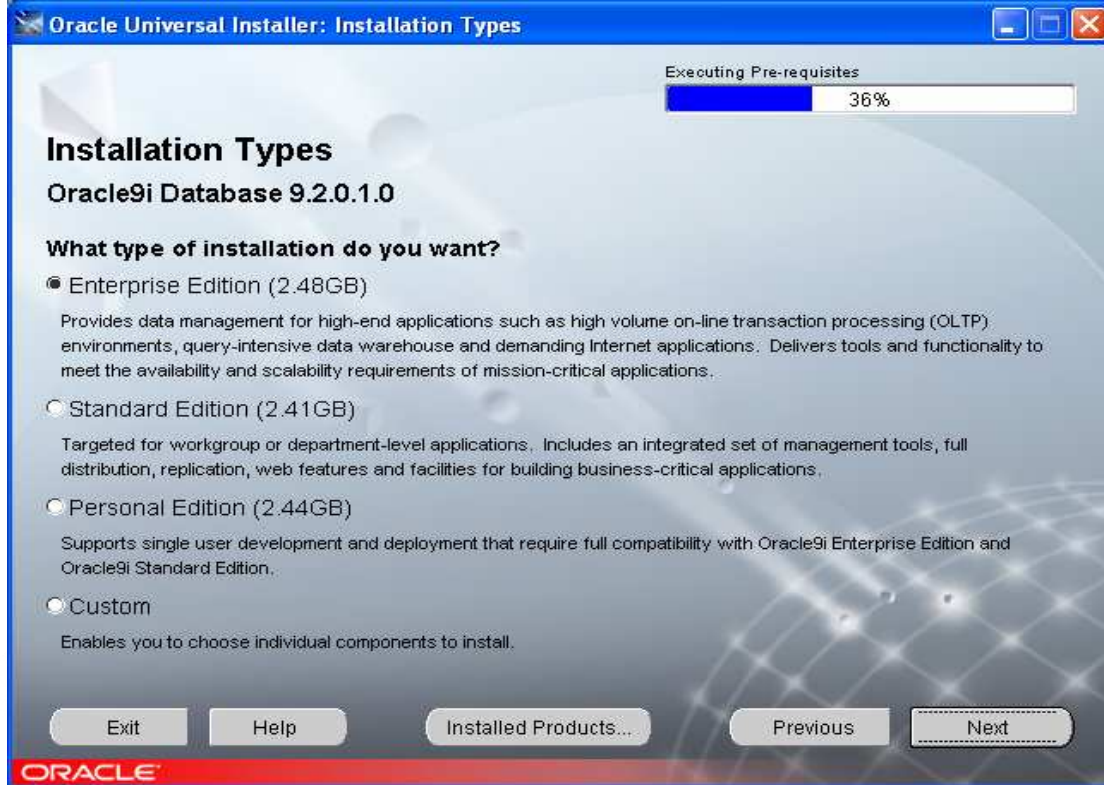 Oracle Universal Installer: Installation Types
Executing Pre-requisites
36%
Installation Types
Oracle9i Database 9.2.0.1.0
What type of installation do you want?
Enterprise Edition (2.48GB)
Provides data management for high-end applications such as high volume on-line transaction processing (OLTP)
environments, query-intensive data warehouse and demanding Internet applications. Delivers tools and functionality to
meet the availability and scalability requirements of mission-critical applications.
Standard Edition (2.41GB)
Targeted for workgroup or department-level applications. Includes an integrated set of management tools, full
distribution, replication, web features and facilities for building business-critical applications.
Personal Edition (2.44GB)
Supports single user development and deployment that require full compatibility with Oracle9i Enterprise Edition and
Oracle9i Standard Edition.
Custom
Enables you to choose individual components to install.
Exit Help Installed Products... Previous Next
ORACLE